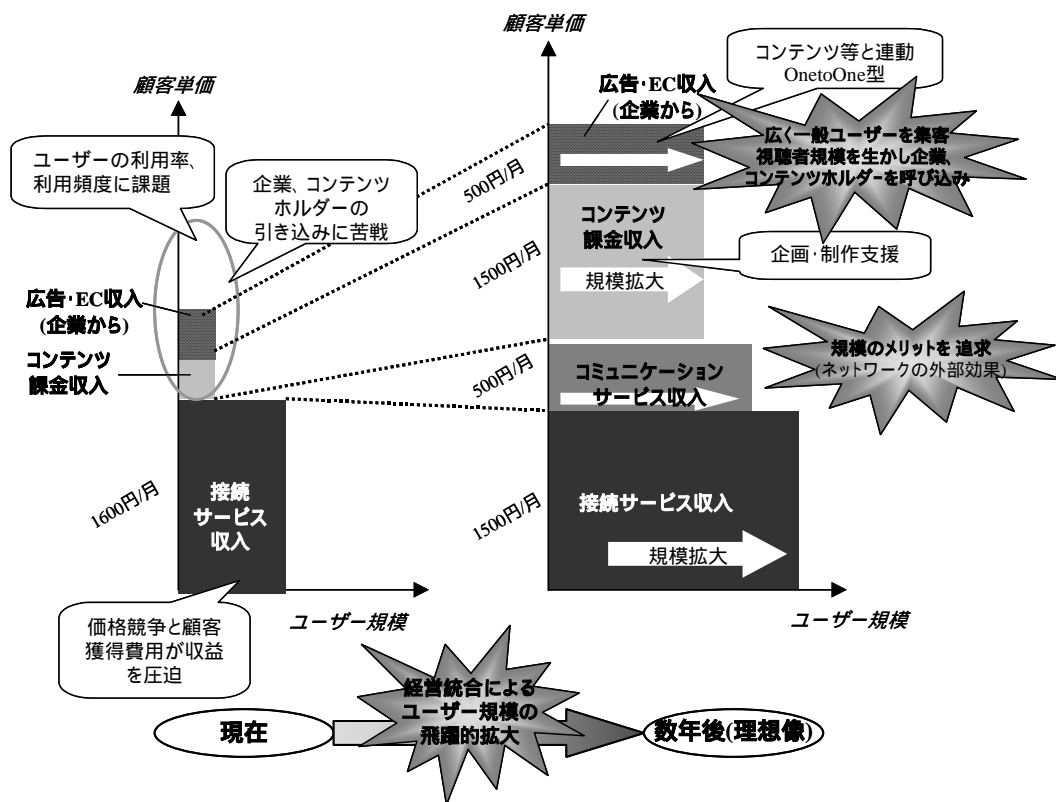 顧客単価
ユーザーの利用率、
利用頻度に課題
企業、コンテンツ
ホルダーの
引き込みに苦戦
広告・EC収入
(企業から)
コンテンツ
課金収入
1600円/月
接続
サービス
収入
ユーザー規模
価格競争と顧客
獲得費用が収益
を圧迫
顧客単価
コンテンツ等と連動
OnetoOne型
広告・EC収入
(企業から)
広く一般ユーザーを集客
視聴者規模を生かし企業、
コンテンツホルダーを呼び込み
500円/月
コンテンツ
課金収入
企画・制作支援
1500円/月
規模拡大
規模のメリットを 追求
(ネットワークの外部効果)
500円/月
コミュニケーション
サービス収入
1500円/月
接続サービス収入
規模拡大
ユーザー規模
現在
経営統合による
ユーザー規模の
飛躍的拡大
数年後(理想像)